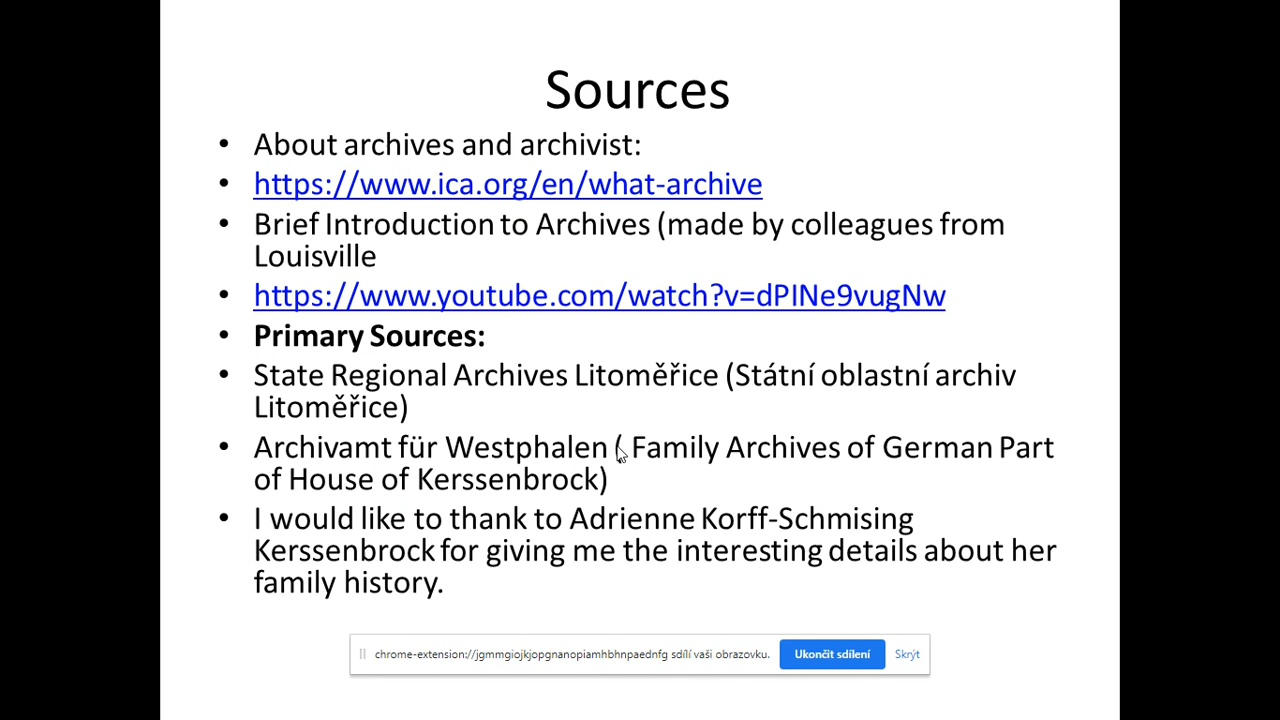 Sources
• About archives and archivist:
• https://www.ica.org/en/what-archive
• Brief Introduction to Archives (made by colleagues from
Louisville
• https://www.youtube.com/watch?v=dPINe9vugNw
• Primary Sources:
• State Regional Archives Litoměřice (Státní oblastní archiv
Litoměřice)
• Archivamt für Westphalen ( Family Archives of German Part
of House of Kerssenbrock)
• I would like to thank to Adrienne Korff-Schmising
Kerssenbrock for giving me the interesting details about her
family history.
chrome-extension://jgmmgiojkjopgnanopiamhbhnpaednfg sdílí vaši obrazovku. Ukončit sdílení Skrýt